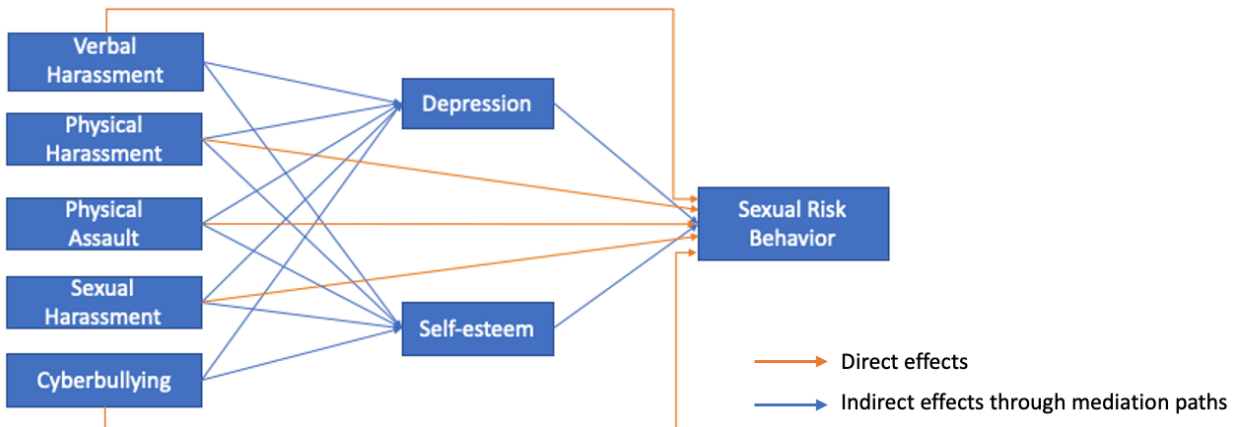 Verbal
Harassment
Physical
Harassment
Physical
Assault
Sexual
Harassment
Cyberbullying
Depression
Self-esteem
Sexual Risk
Behavior
Direct effects
Indirect effects through mediation paths